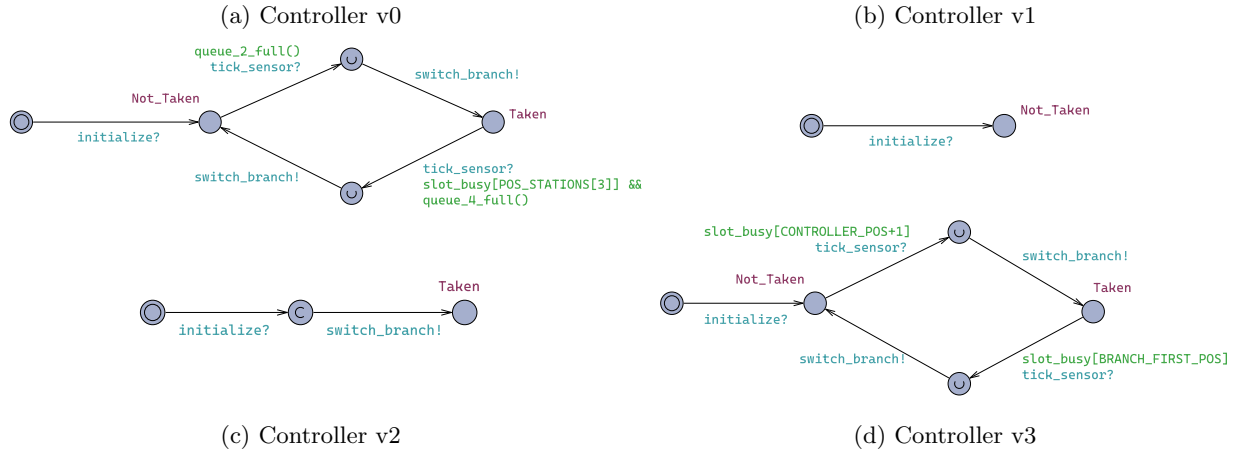 (a) Controller v0
(b) Controller v1
queue_2_full()
tick_sensor?
switch_branch!
Not_Taken
Taken
initialize?
switch_branch!
tick_sensor?
slot_busy[POS_STATIONS[3]] &&
queue_4_full()
Not_Taken
initialize?
Taken
initialize?
switch_branch!
slot_busy[CONTROLLER_POS+1]
tick_sensor?
switch_branch!
Not_Taken
Taken
initialize?
switch_branch!
slot_busy[BRANCH_FIRST_POS]
tick_sensor?
(c) Controller v2
(d) Controller v3